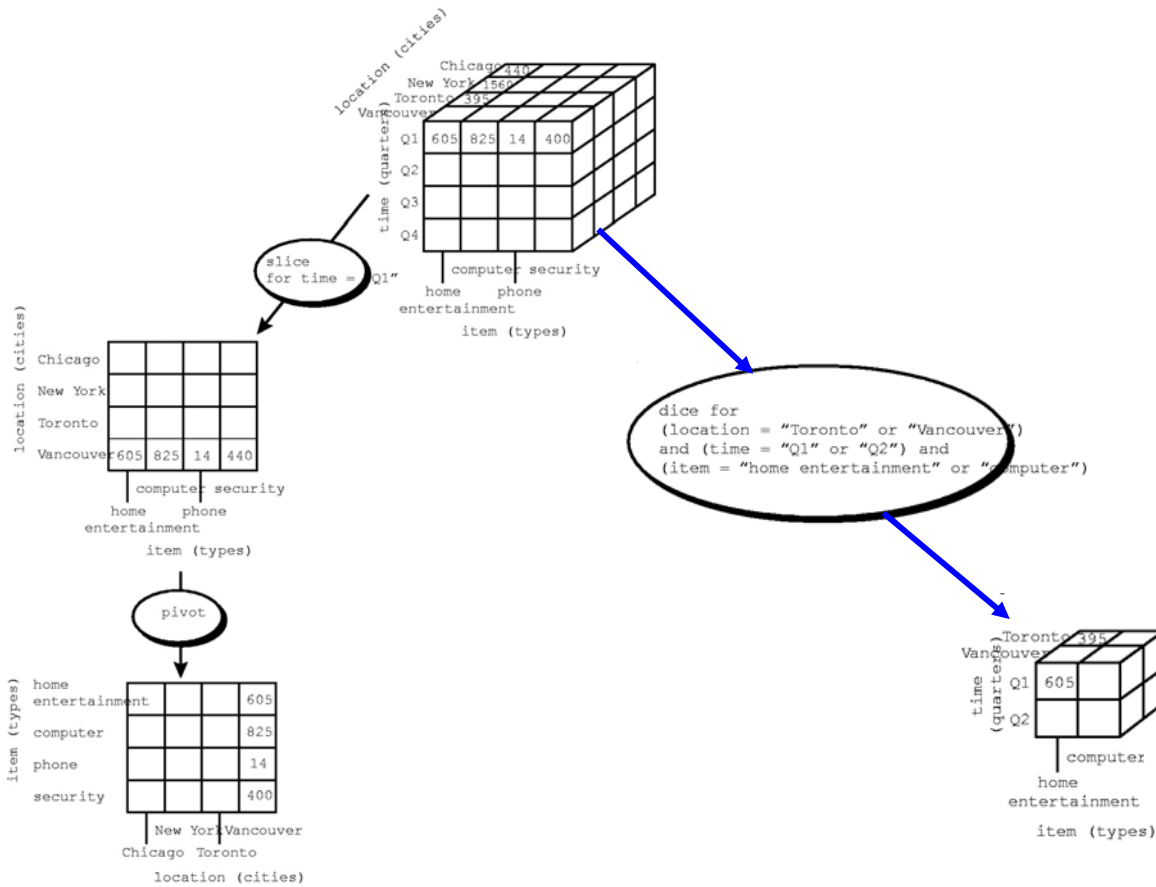 location (cities)
Chicago 440
New York 1560
Toronto 395
Vancouver
time (quarters)
Q1 605 825 14 400
Q2
Q3
Q4
computer security
home phone
entertainment
item (types)
slice
for time = "Q1"
location (cities)
Chicago
New York
Toronto
Vancouver 605 825 14 440
computer security
home phone
entertainment
item (types)
dice for
(location = "Toronto" or "Vancouver")
and (time = "Q1" or "Q2") and
(item = "home entertainment" or "computer")
pivot
item (types)
home
entertainment 605
computer 825
phone 14
security 400
New York Vancouver
Chicago Toronto
location (cities)
Toronto 395
Vancouver
time
(quarters)
Q1 605
Q2
computer
home
entertainment
item (types)